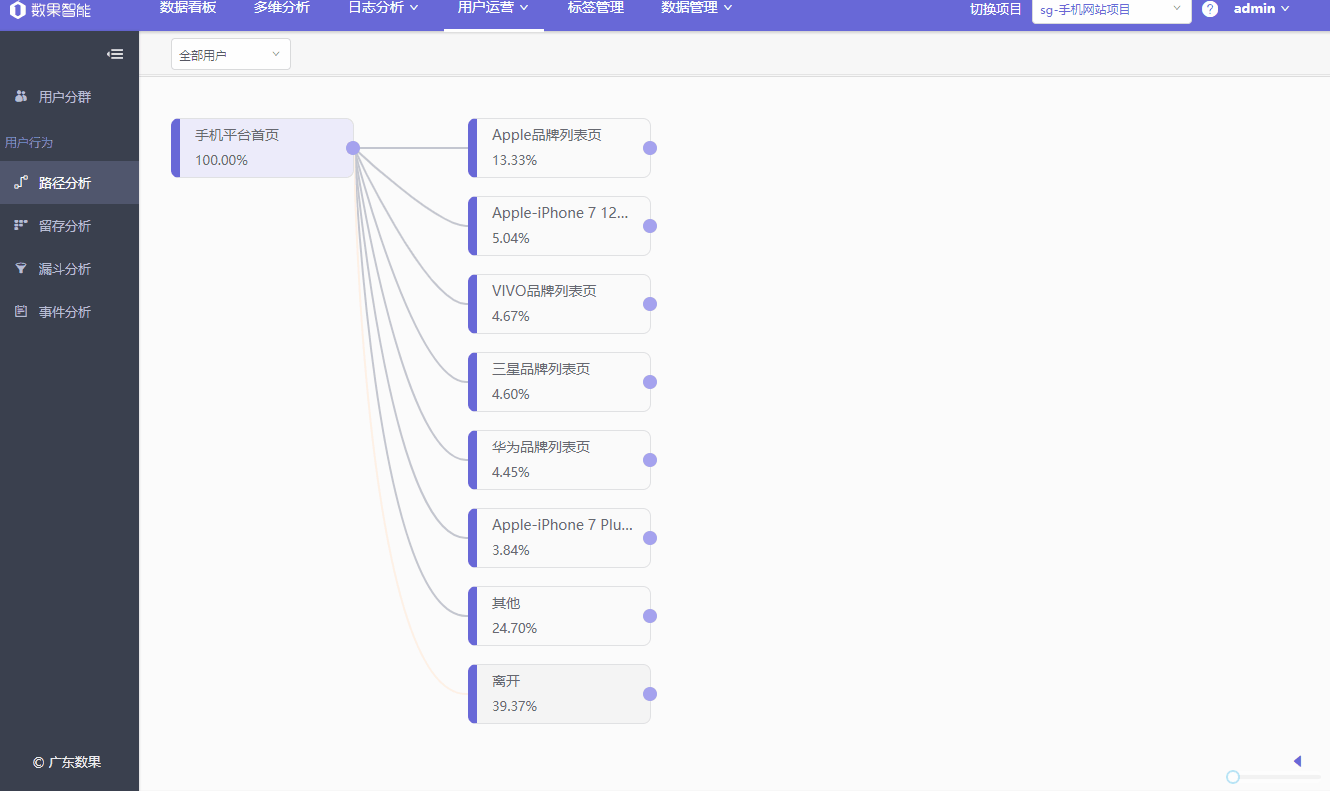 数果智能 数据看板 多维分析 日志分析 用户运营 标签管理 数据管理 切换项目 sg-手机网站项目 ? admin
全部用户
用户分群
用户行为
路径分析
留存分析
漏斗分析
事件分析
© 广东数果
手机平台首页
100.00%
Apple品牌列表页
13.33%
Apple-iPhone 7 12...
5.04%
VIVO品牌列表页
4.67%
三星品牌列表页
4.60%
华为品牌列表页
4.45%
Apple-iPhone 7 Plu...
3.84%
其他
24.70%
离开
39.37%